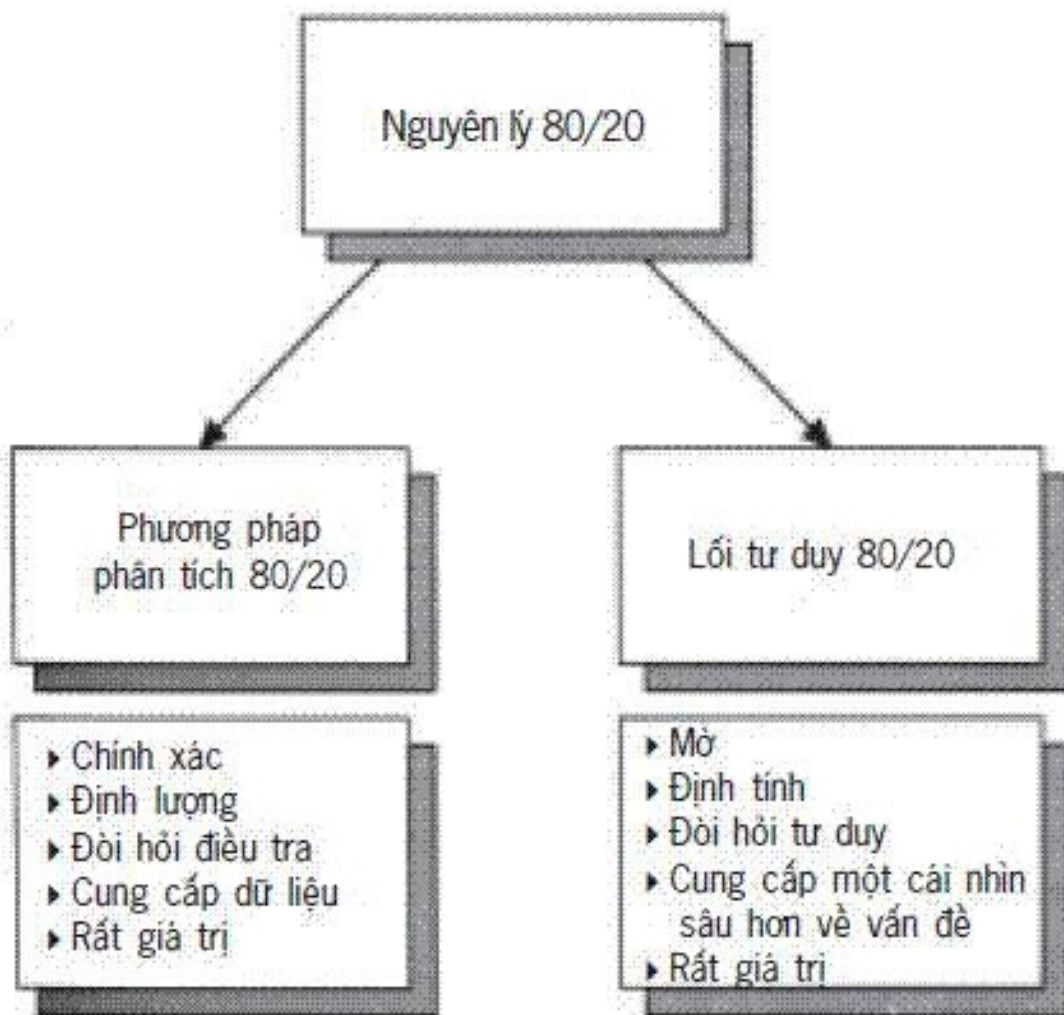 Nguyên lý 80/20
Phương pháp
phân tích 80/20
Lối tư duy 80/20
▸ Chính xác
▸ Định lượng
▸ Đòi hỏi điều tra
▸ Cung cấp dữ liệu
▸ Rất giá trị
▸ Mờ
▸ Định tính
▸ Đòi hỏi tư duy
▸ Cung cấp một cái nhìn
sâu hơn về vấn đề
▸ Rất giá trị